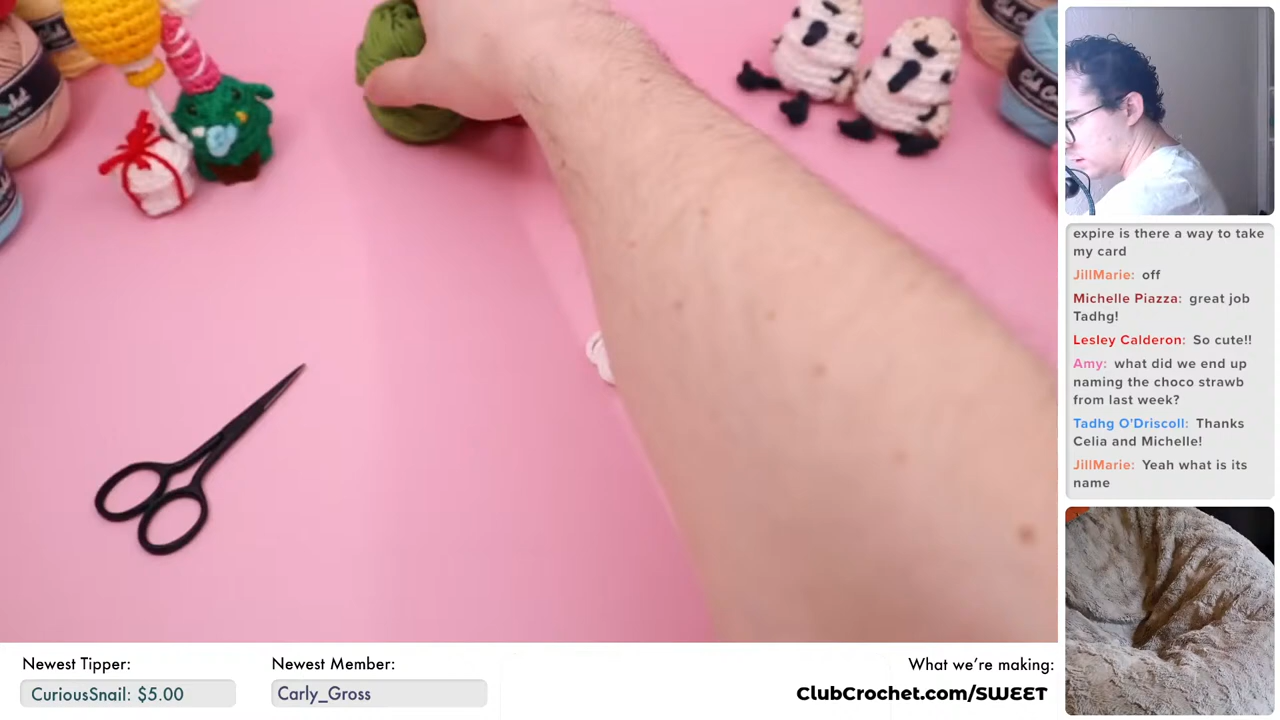 expire is there a way to take
my card
JillMarie: off
Michelle Piazza: great job
Tadhg!
Lesley Calderon: So cute!!
Amy: what did we end up
naming the choco strawb
from last week?
Tadhg O'Driscoll: Thanks
Celia and Michelle!
JillMarie: Yeah what is its
name
Newest Tipper:
CuriousSnail: $5.00
Newest Member:
Carly_Gross
What we're making:
ClubCrochet.com/SWEET